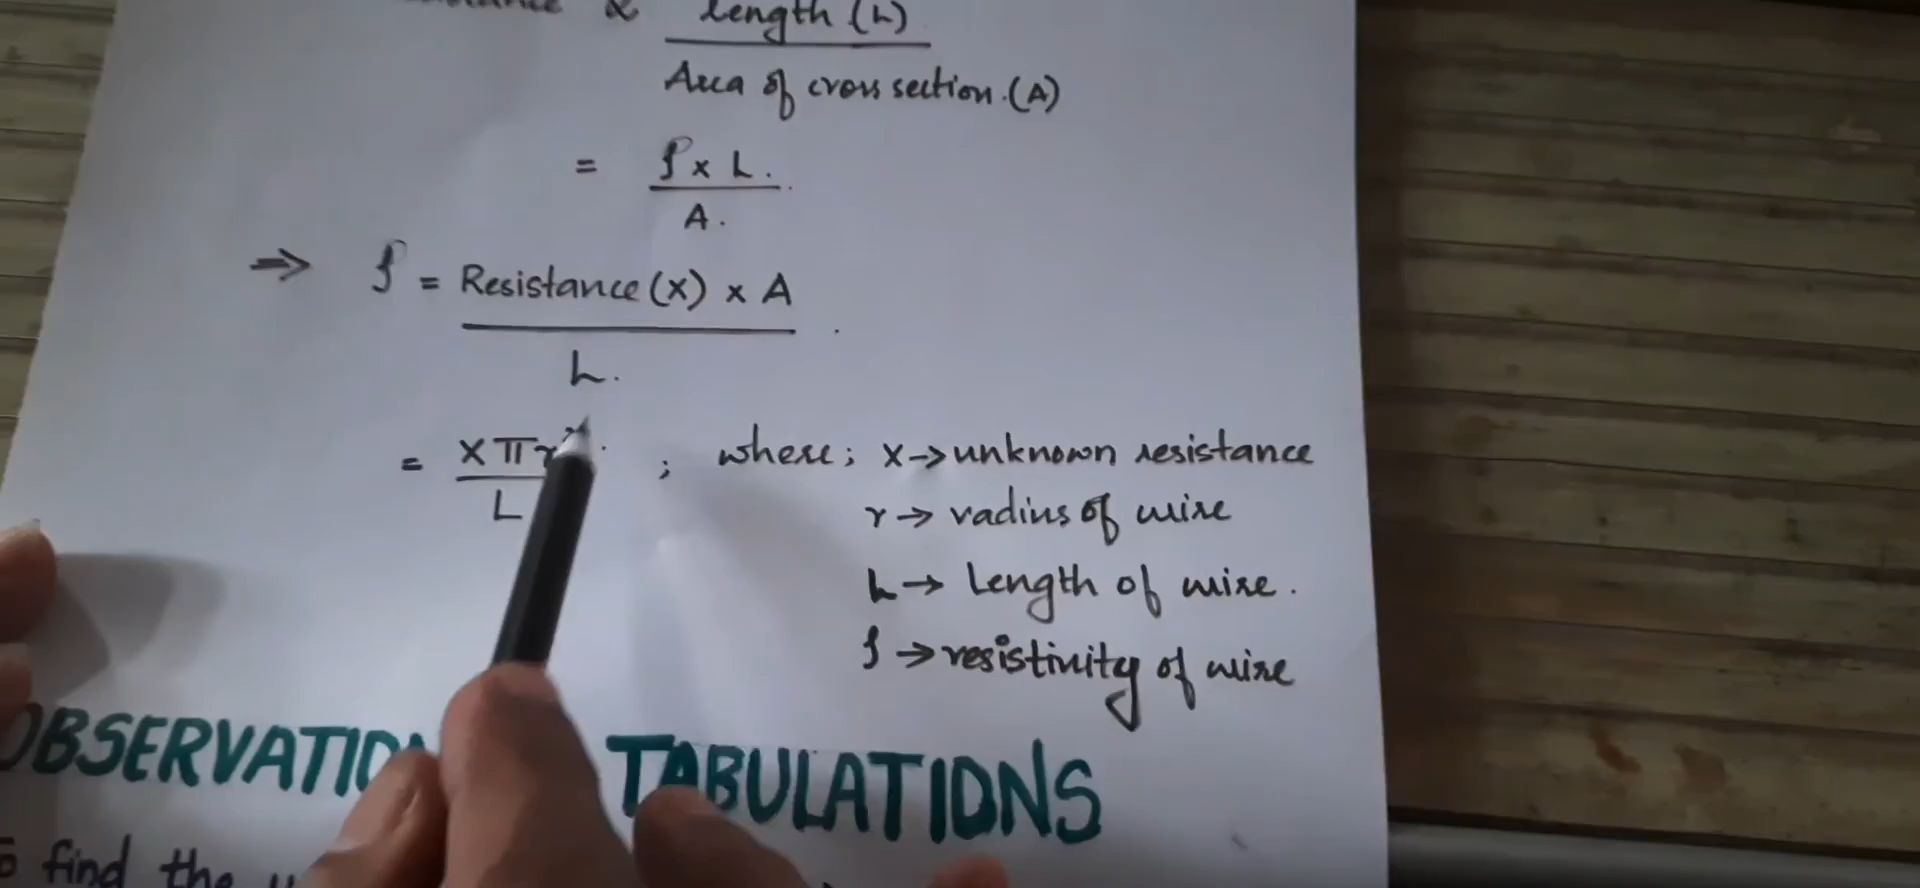 ∝ Length (L)
Area of cross section. (A)
= ρ x L.
A.
⇒ ρ = Resistance (X) x A
L.
= Xπr² ; where; X → unknown resistance
L
r → radius of wire
L → Length of wire.
ρ → resistivity of wire
TABULATIONS
find the